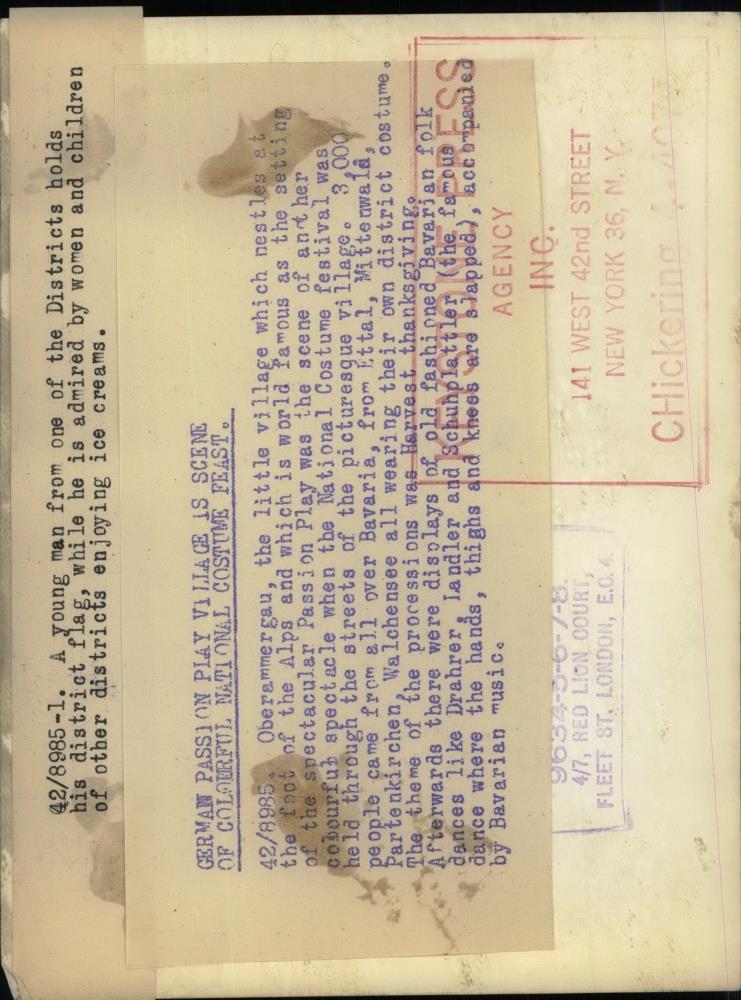 42/8985-1. A young man from one of the Districts holds
his district flag, while he is admired by women and children
of other districts enjoying ice creams.
GERMAN PASSION PLAY VILLAGE IS SCENE
OF COLOURFUL NATIONAL COSTUME FEAST.
42/8985. Oberammergau, the little village which nestles at
the foot of the Alps and which is world famous as the setting
of the spectacular Passion Play was the scene of another
colourful spectacle when the National Costume festival was
held through the streets of the picturesque village. 3,000
people came from all over Bavaria, from Ettal, Mittenwald,
Partenkirchen, Walchensee all wearing their own district costume.
The theme of the processions was Harvest thanksgiving.
Afterwards there were displays of old fashioned Bavarian folk
dances like Drahrer, Landler and Schuhplattler (the famous
dance where the hands, thighs and knees are slapped), accompanied
by Bavarian music.
KEYSTONE PRESS
AGENCY
INC.
141 WEST 42nd STREET
NEW YORK 36, N.Y.
CHickering
9634-5-6-7-8.
4/7, RED LION COURT,
FLEET ST. LONDON, E.C.4.